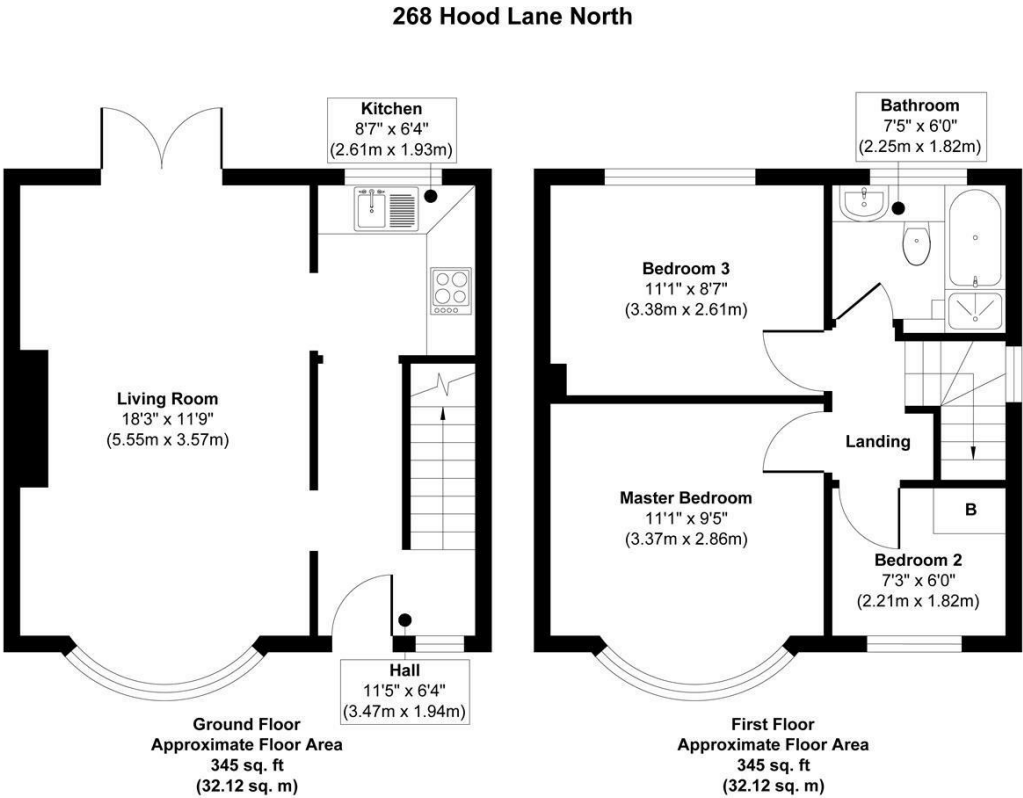 268 Hood Lane North
Kitchen
8'7" x 6'4"
(2.61m x 1.93m)
Living Room
18'3" x 11'9"
(5.55m x 3.57m)
Hall
11'5" x 6'4"
(3.47m x 1.94m)
Ground Floor
Approximate Floor Area
345 sq. ft
(32.12 sq. m)
Bathroom
7'5" x 6'0"
(2.25m x 1.82m)
Bedroom 3
11'1" x 8'7"
(3.38m x 2.61m)
Landing
Master Bedroom
11'1" x 9'5"
(3.37m x 2.86m)
B
Bedroom 2
7'3" x 6'0"
(2.21m x 1.82m)
First Floor
Approximate Floor Area
345 sq. ft
(32.12 sq. m)